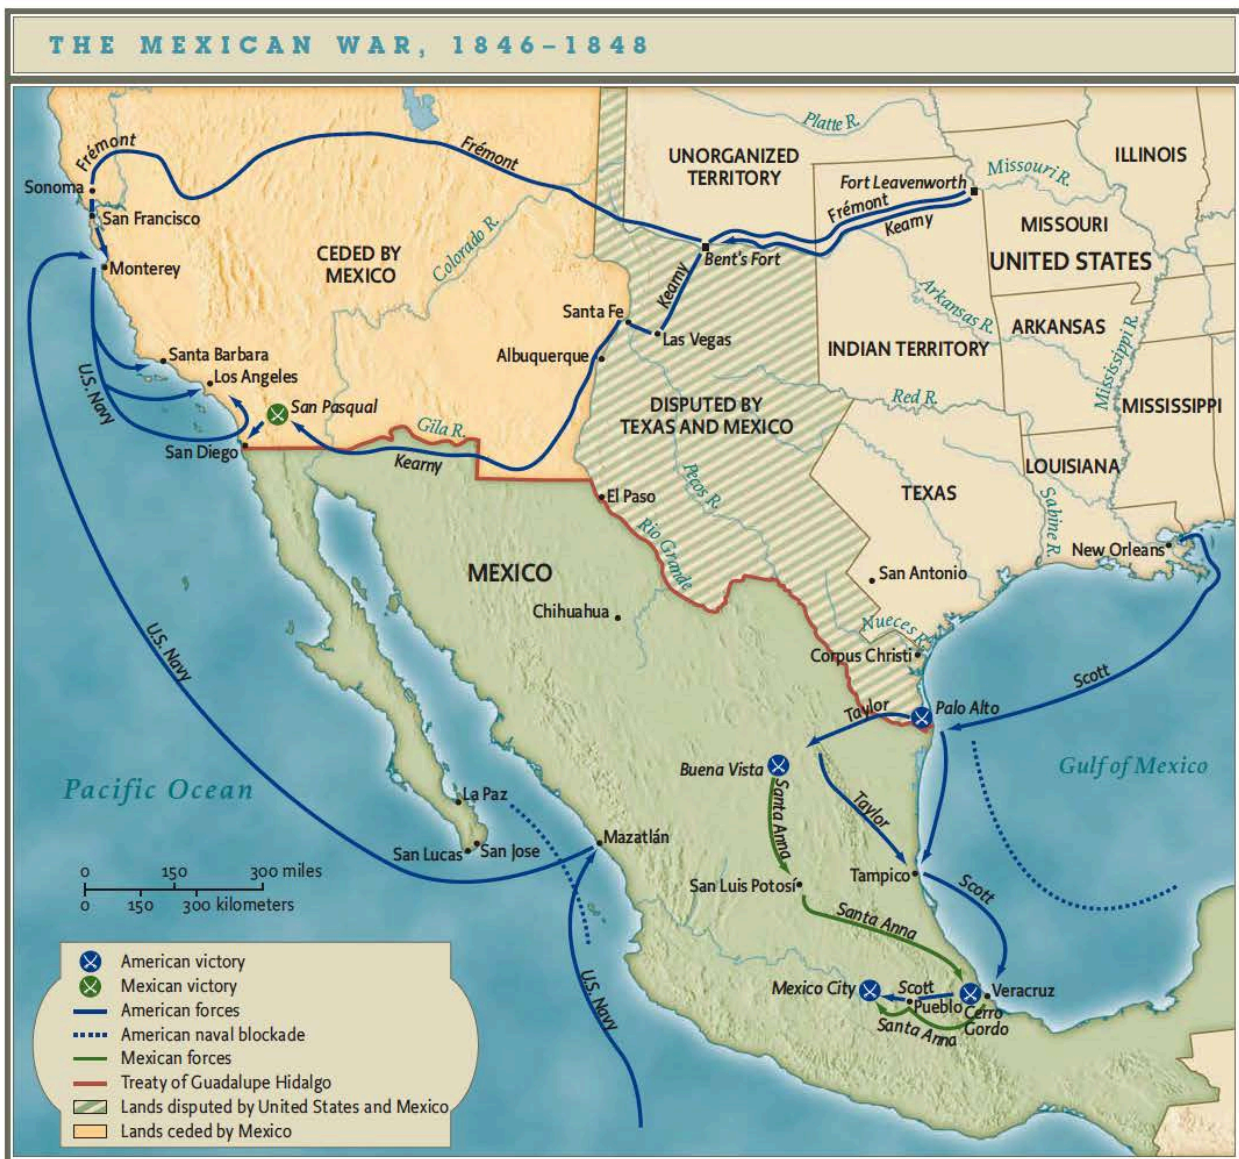 THE MEXICAN WAR, 1846–1848
Platte R.
UNORGANIZED
TERRITORY
ILLINOIS
Missouri R.
Fort Leavenworth
Frémont
Frémont
Frémont
Kearny
Sonoma
San Francisco
MISSOURI
UNITED STATES
CEDED BY
MEXICO
Colorado R.
Bent's Fort
Monterey
Kearny
Arkansas R.
Santa Fe
Las Vegas
ARKANSAS
Mississippi R.
Albuquerque
INDIAN TERRITORY
Santa Barbara
Los Angeles
U.S. Navy
San Pasqual
DISPUTED BY
TEXAS AND MEXICO
Red R.
MISSISSIPPI
Gila R.
San Diego
Kearny
LOUISIANA
Pecos R.
El Paso
TEXAS
Sabine R.
Rio Grande
New Orleans
MEXICO
San Antonio
Chihuahua
Nueces R.
Corpus Christi
U.S. Navy
Scott
Taylor
Palo Alto
Buena Vista
Gulf of Mexico
Pacific Ocean
La Paz
Santa Anna
Taylor
Mazatlán
San Lucas
San Jose
0 150 300 miles
0 150 300 kilometers
San Luis Potosí
Tampico
Scott
Santa Anna
U.S. Navy
Mexico City
Scott
Pueblo
Veracruz
Cerro
Gordo
Santa Anna
American victory
Mexican victory
American forces
American naval blockade
Mexican forces
Treaty of Guadalupe Hidalgo
Lands disputed by United States and Mexico
Lands ceded by Mexico